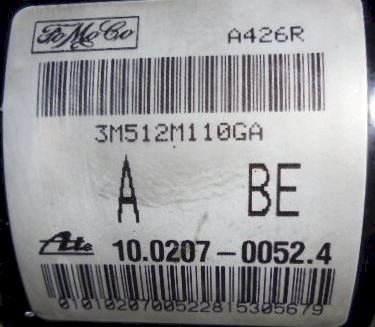 FoMoCo A426R
3M512M110GA
A BE
Ate 10.0207-0052.4
0101020700522815305679